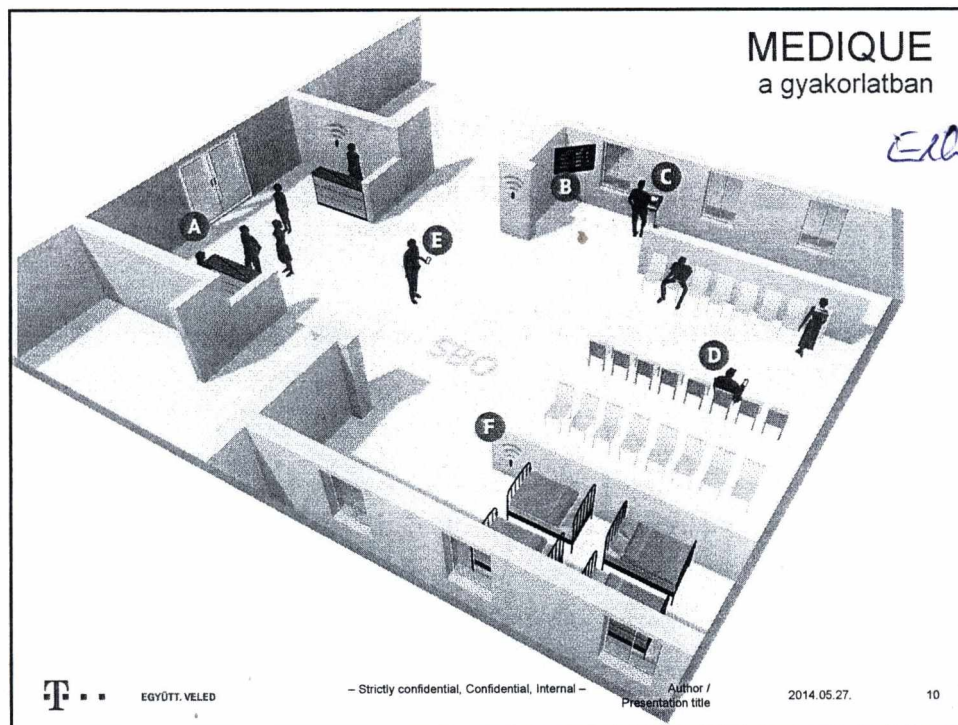 MEDIQUE
a gyakorlatban
B
C
A
E
D
SBO
F
T
EGYÜTT. VELED
– Strictly confidential, Confidential, Internal –
Author /
Presentation title
2014.05.27.
10